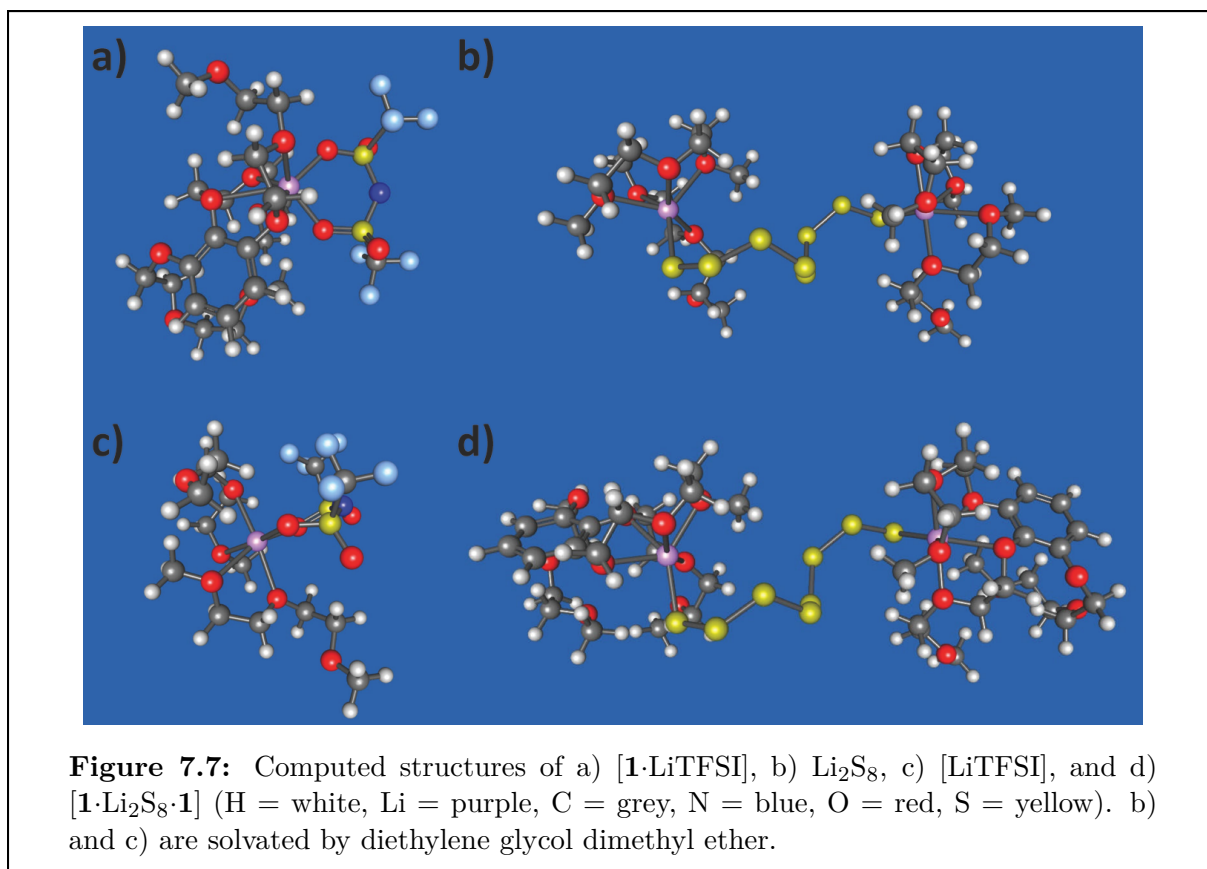 a)
b)
c)
d)
Figure 7.7: Computed structures of a) [1·LiTFSI], b) Li₂S₈, c) [LiTFSI], and d)
[1·Li₂S₈·1] (H = white, Li = purple, C = grey, N = blue, O = red, S = yellow). b)
and c) are solvated by diethylene glycol dimethyl ether.